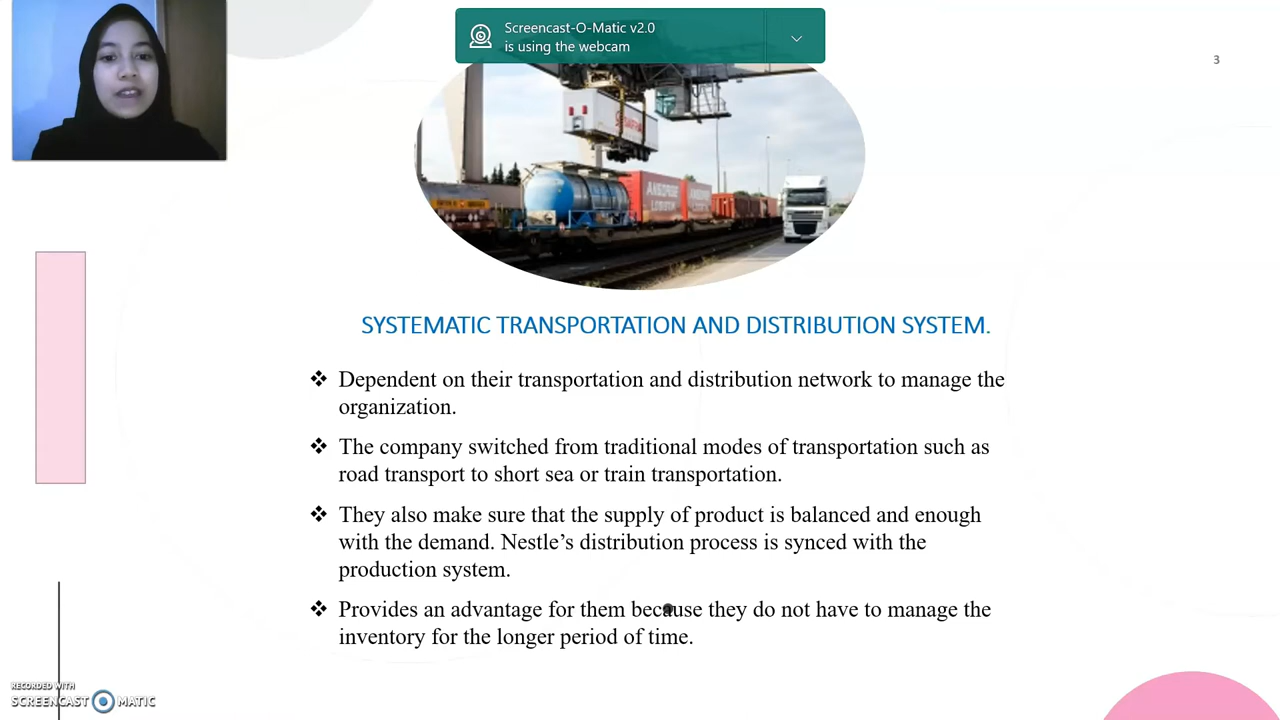 Screencast-O-Matic v2.0
is using the webcam
3
SYSTEMATIC TRANSPORTATION AND DISTRIBUTION SYSTEM.
❖ Dependent on their transportation and distribution network to manage the
organization.
❖ The company switched from traditional modes of transportation such as
road transport to short sea or train transportation.
❖ They also make sure that the supply of product is balanced and enough
with the demand. Nestle’s distribution process is synced with the
production system.
❖ Provides an advantage for them because they do not have to manage the
inventory for the longer period of time.
RECORDED WITH
SCREENCAST MATIC